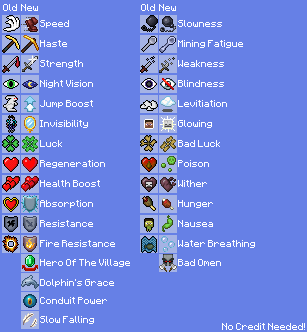 Old New
Speed
Haste
Strength
Night Vision
Jump Boost
Invisibility
Luck
Regeneration
Health Boost
Absorption
Resistance
Fire Resistance
Hero Of The Village
Dolphin's Grace
Conduit Power
Slow Falling
Old New
Slowness
Mining Fatigue
Weakness
Blindness
Levitiation
Glowing
Bad Luck
Poison
Wither
Hunger
Nausea
Water Breathing
Bad Omen
No Credit Needed!